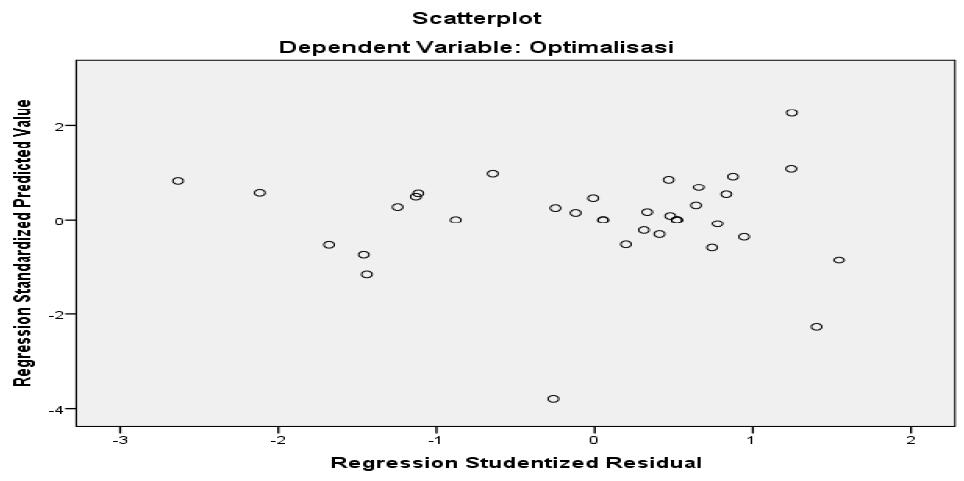 Scatterplot
Dependent Variable: Optimalisasi
Regression Standardized Predicted Value
2
0
-2
-4
-3
-2
-1
0
1
2
Regression Studentized Residual